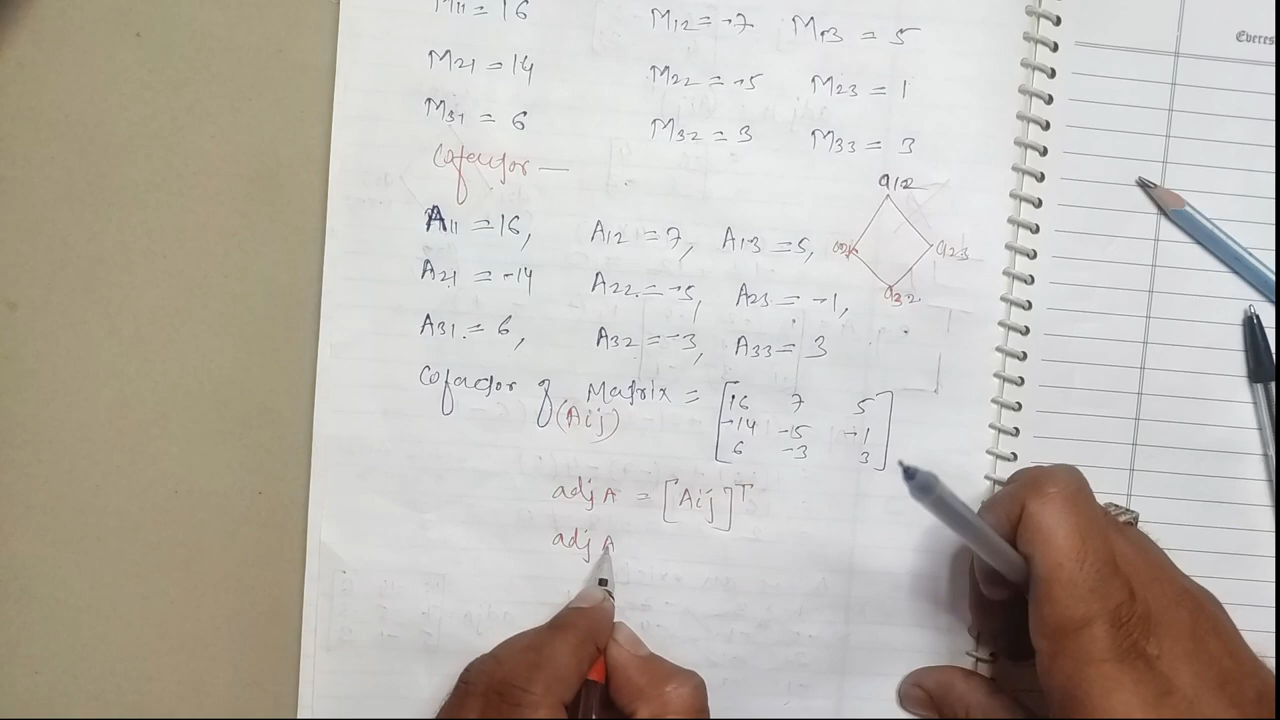 M11 = 16 M12 = -7 M13 = 5
M21 = 14 M22 = -5 M23 = 1
M31 = 6 M32 = 3 M33 = 3
Cofactor —
a12
A11 = 16, A12 = 7, A13 = 5,
a23
A21 = -14 A22 = -5, A23 = -1,
a32
A31 = 6, A32 = -3, A33 = 3
Cofactor of Matrix = [16 7 5
(Aij) -14 -5 -1
6 -3 3]
adj A = [Aij]T
adj A
Everes